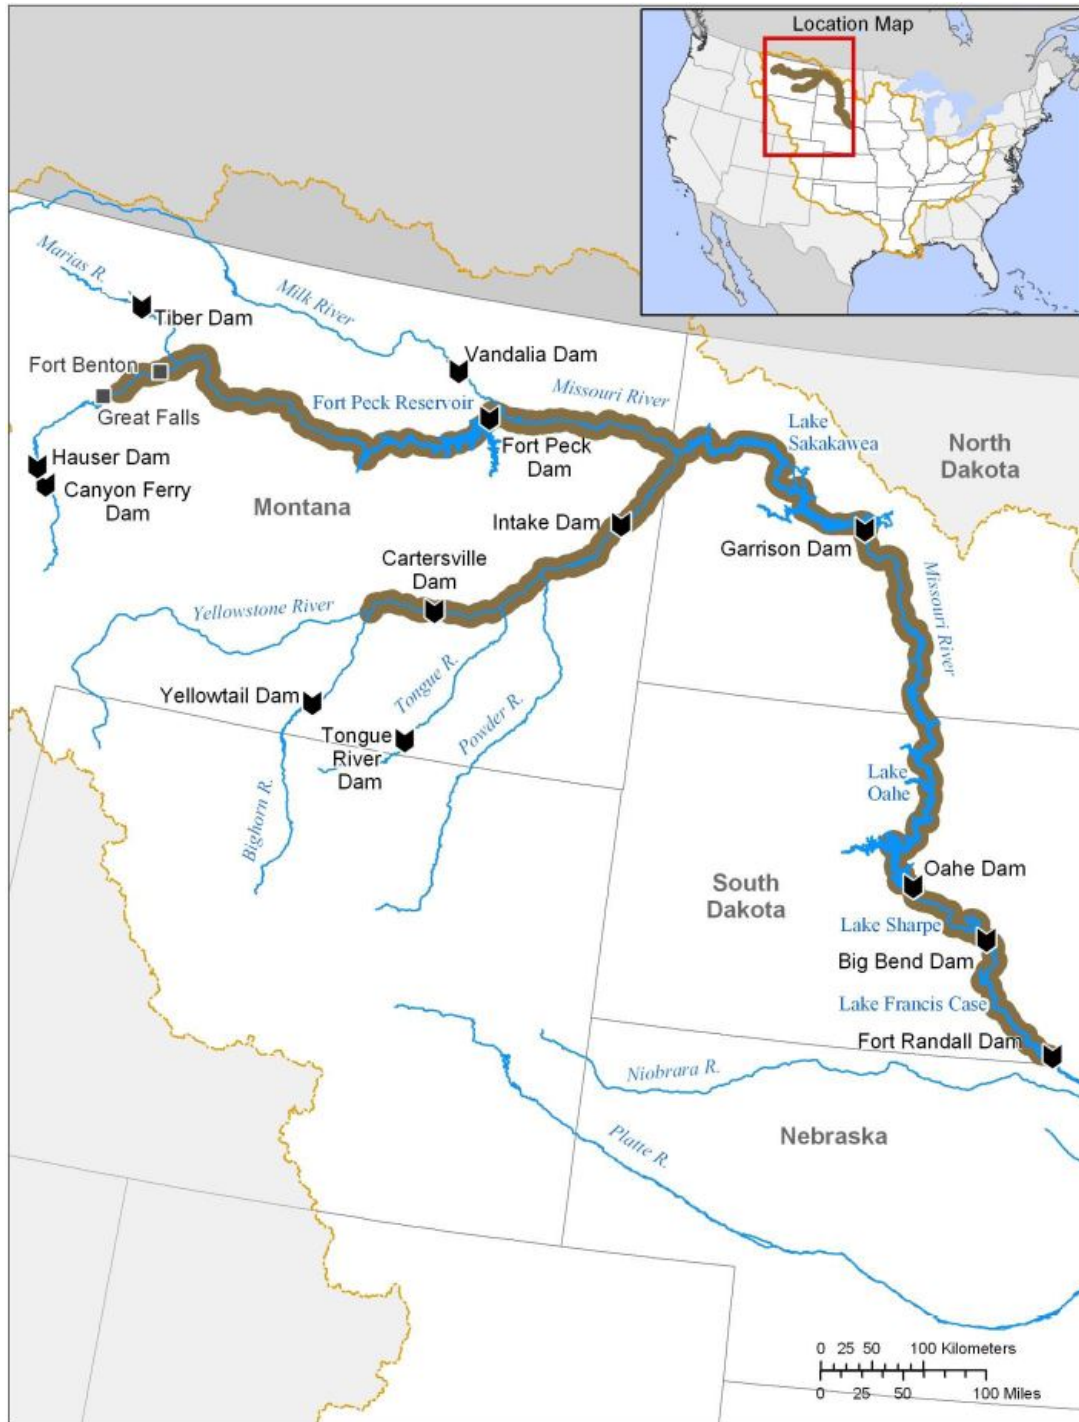 Location Map
Marias R.
Milk River
Tiber Dam
Fort Benton
Vandalia Dam
Great Falls
Fort Peck Reservoir
Missouri River
Fort Peck
Dam
Lake
Sakakawea
North
Dakota
Hauser Dam
Canyon Ferry
Dam
Montana
Intake Dam
Garrison Dam
Cartersville
Dam
Yellowstone River
Missouri River
Yellowtail Dam
Tongue R.
Powder R.
Tongue
River
Dam
Bighorn R.
Lake
Oahe
Oahe Dam
South
Dakota
Lake Sharpe
Big Bend Dam
Lake Francis Case
Fort Randall Dam
Niobrara R.
Nebraska
Platte R.
0 25 50 100 Kilometers
0 25 50 100 Miles